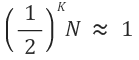 (1/2)^K N ≈ 1